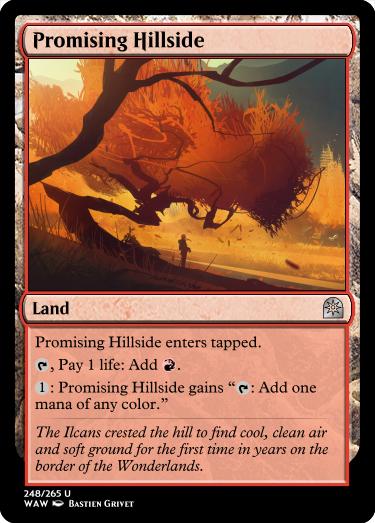 Promising Hillside
Land
Promising Hillside enters tapped.
, Pay 1 life: Add .
1: Promising Hillside gains “: Add one
mana of any color.”
The Ilcans crested the hill to find cool, clean air
and soft ground for the first time in years on the
border of the Wonderlands.
248/265 U
WAW Bastien Grivet